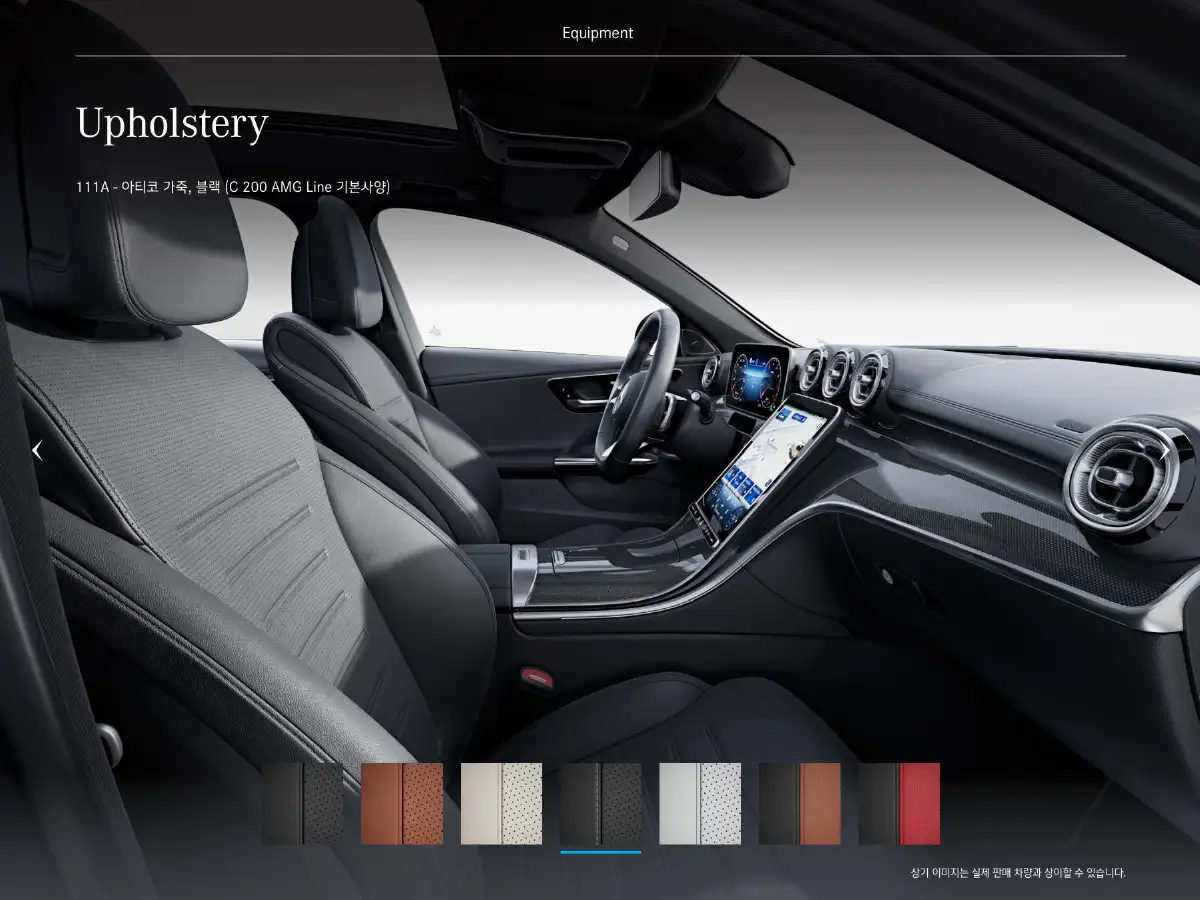 Equipment
Upholstery
111A - 아티코 가죽, 블랙 (C 200 AMG Line 기본사양)
상기 이미지는 실제 판매 차량과 상이할 수 있습니다.